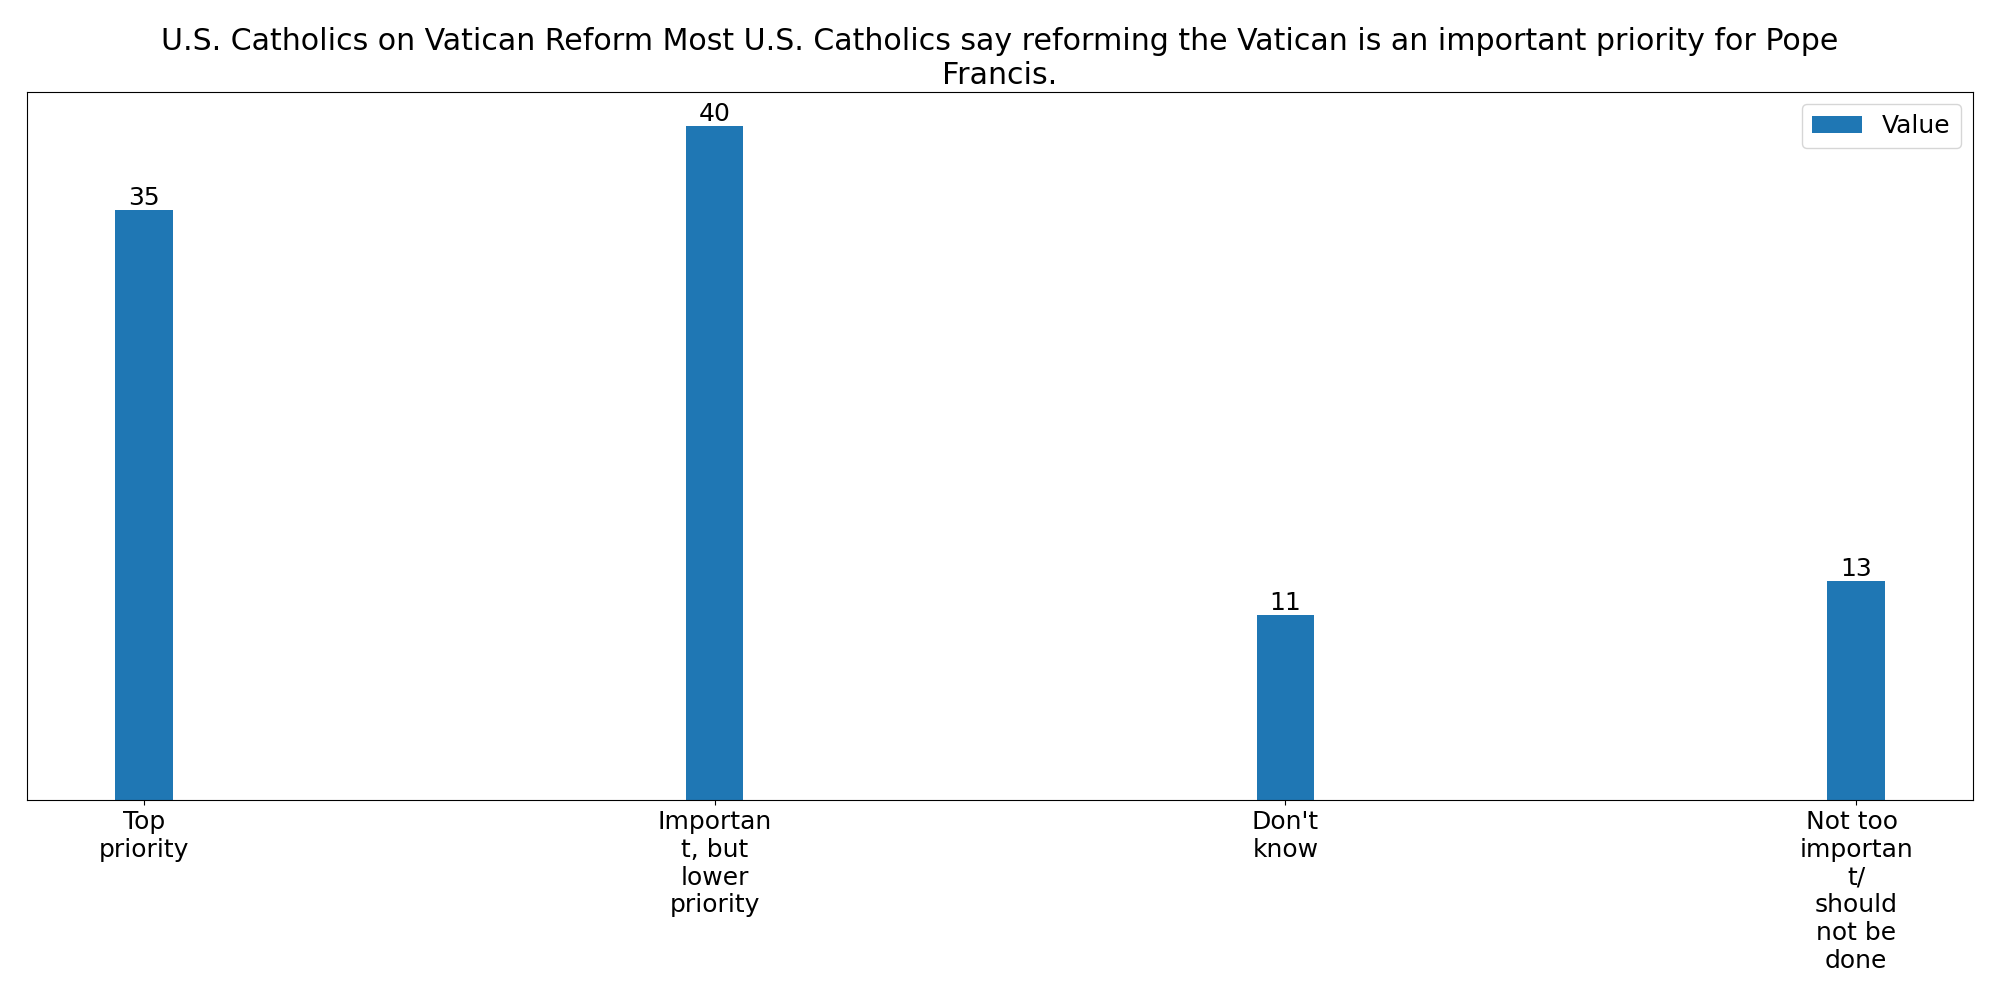 U.S. Catholics on Vatican Reform Most U.S. Catholics say reforming the Vatican is an important priority for Pope
Francis.
Value
35
40
11
13
Top
priority
Importan
t, but
lower
priority
Don't
know
Not too
importan
t/
should
not be
done